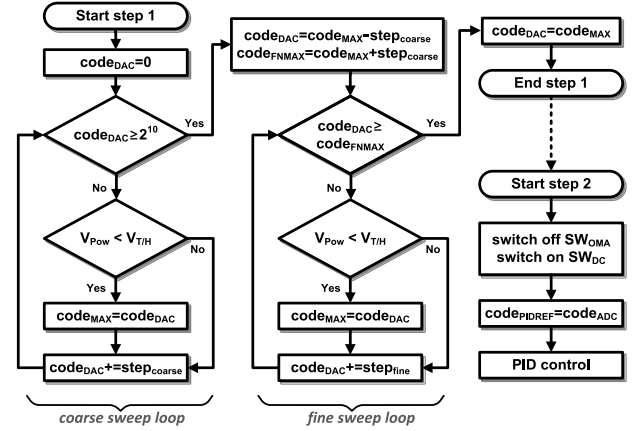 Start step 1
code_DAC=0
code_DAC≥2^10
Yes
No
V_Pow < V_T/H
No
Yes
code_MAX=code_DAC
code_DAC+=step_coarse
coarse sweep loop
code_DAC=code_MAX-step_coarse
code_FNMAX=code_MAX+step_coarse
code_DAC≥
code_FNMAX
Yes
No
V_Pow < V_T/H
No
Yes
code_MAX=code_DAC
code_DAC+=step_fine
fine sweep loop
code_DAC=code_MAX
End step 1
Start step 2
switch off SW_OMA
switch on SW_DC
code_PIDREF=code_ADC
PID control